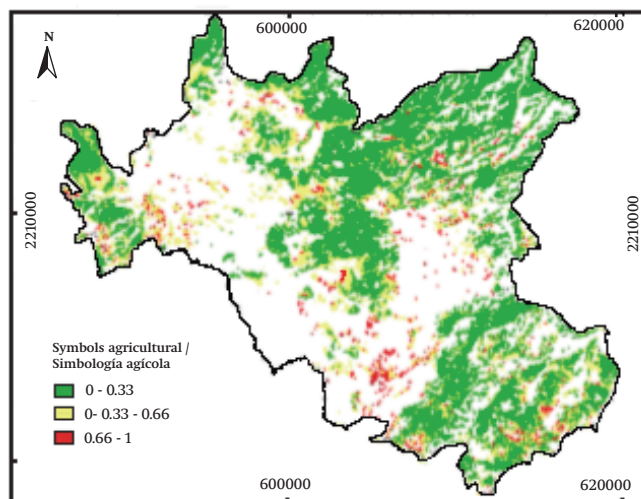 600000
620000
N
2210000
2210000
Symbols agricultural /
Simbología agícola
0 - 0.33
0- 0.33 - 0.66
0.66 - 1
600000
620000